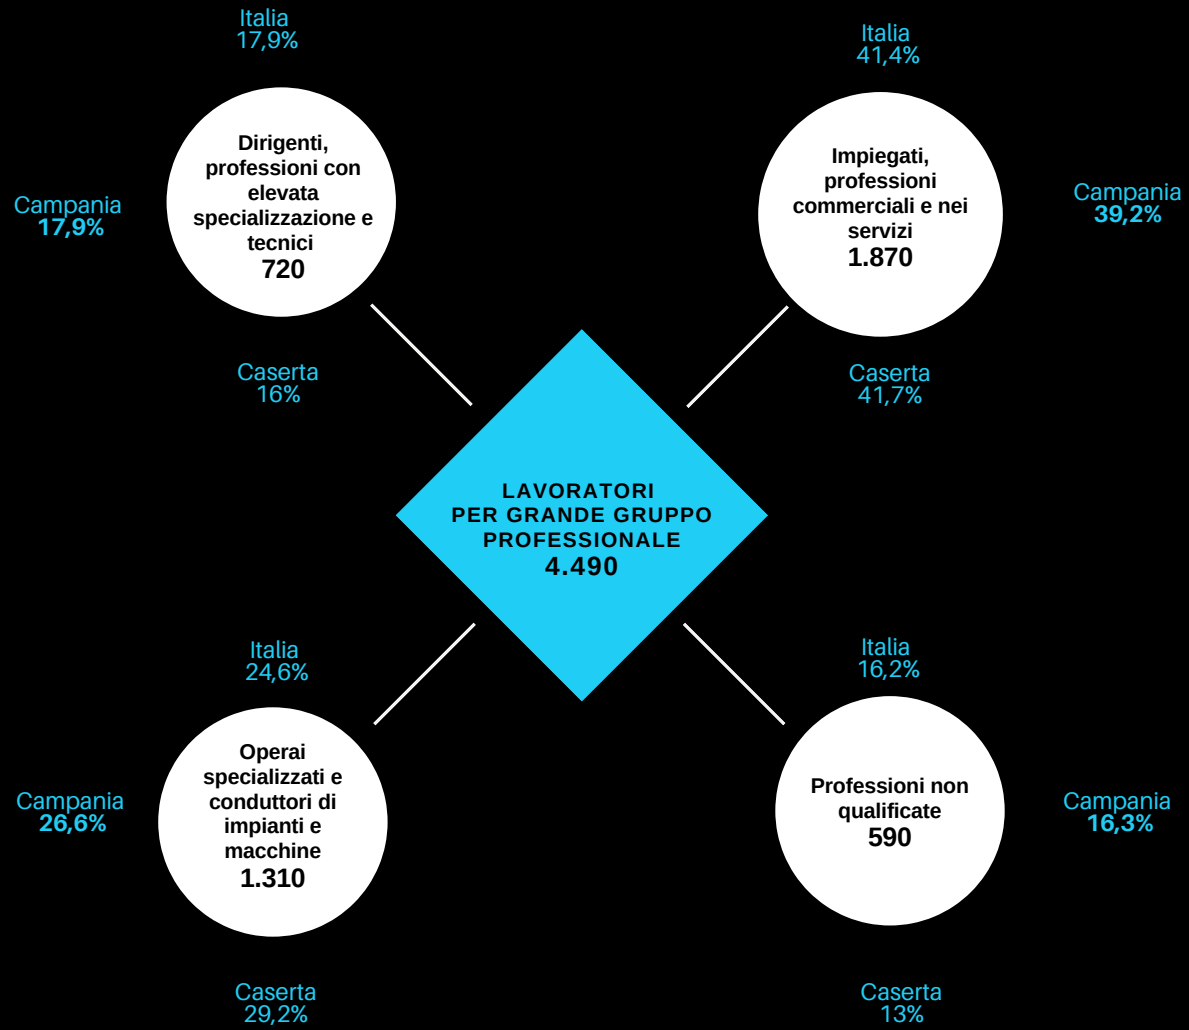 Italia
17,9%
Campania
17,9%
Dirigenti,
professioni con
elevata
specializzazione e
tecnici
720
Caserta
16%
Italia
41,4%
Impiegati,
professioni
commerciali e nei
servizi
1.870
Campania
39,2%
Caserta
41,7%
LAVORATORI
PER GRANDE GRUPPO
PROFESSIONALE
4.490
Italia
24,6%
Campania
26,6%
Operai
specializzati e
conduttori di
impianti e
macchine
1.310
Caserta
29,2%
Italia
16,2%
Professioni non
qualificate
590
Campania
16,3%
Caserta
13%